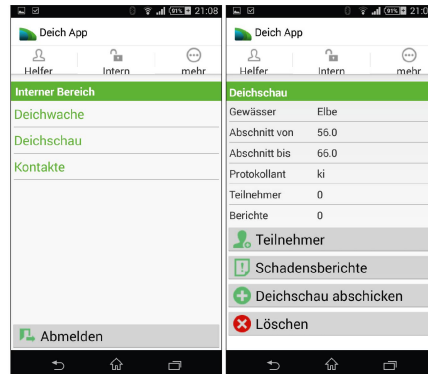 91% 21:08
Deich App
Helfer Intern mehr
Interner Bereich
Deichwache
Deichschau
Kontakte
Abmelden
91% 21:0
Deich App
Helfer Intern mehr
Deichschau
Gewässer Elbe
Abschnitt von 56.0
Abschnitt bis 66.0
Protokollant ki
Teilnehmer 0
Berichte 0
Teilnehmer
Schadensberichte
Deichschau abschicken
Löschen